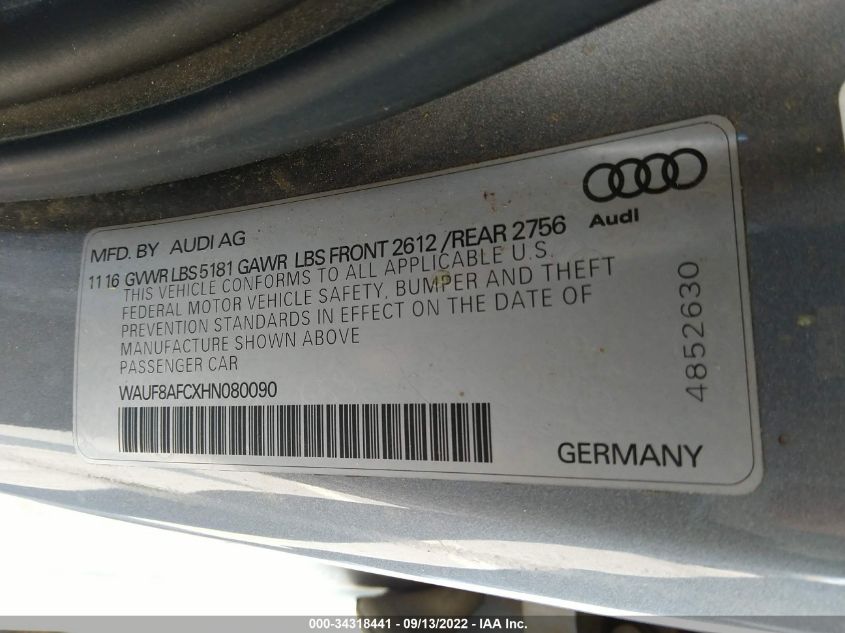 Audi
MFD. BY AUDI AG
11 16 GVWR LBS 5181 GAWR LBS FRONT 2612 /REAR 2756
THIS VEHICLE CONFORMS TO ALL APPLICABLE U.S.
FEDERAL MOTOR VEHICLE SAFETY, BUMPER AND THEFT
PREVENTION STANDARDS IN EFFECT ON THE DATE OF
MANUFACTURE SHOWN ABOVE
PASSENGER CAR
WAUF8AFCXHN080090
GERMANY
4852630
000-34318441 - 09/13/2022 - IAA Inc.